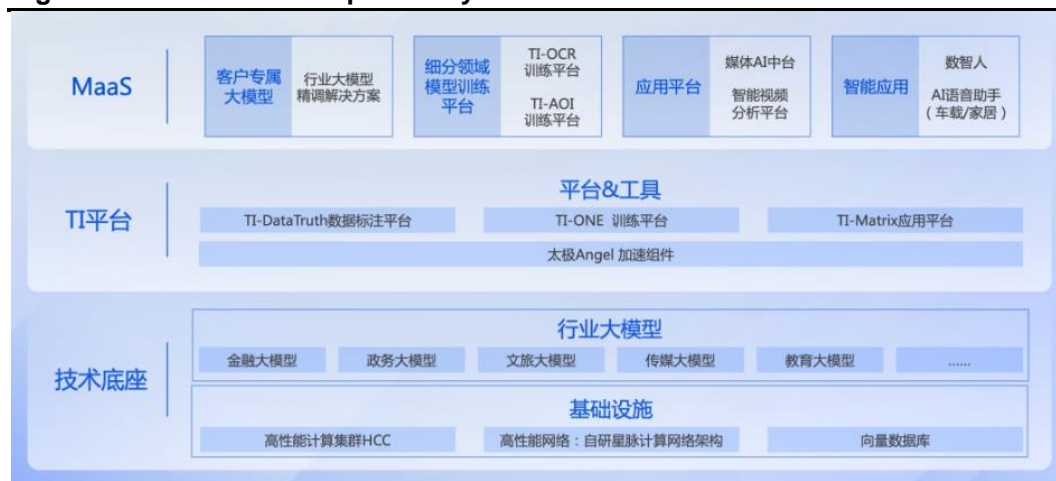 MaaS
客户专属
大模型
行业大模型
精调解决方案
细分领域
模型训练
平台
TI-OCR
训练平台
TI-AOI
训练平台
应用平台
媒体AI中台
智能视频
分析平台
智能应用
数智人
AI语音助手
(车载/家居)
TI平台
平台&工具
TI-DataTruth数据标注平台
TI-ONE 训练平台
TI-Matrix应用平台
太极Angel 加速组件
技术底座
行业大模型
金融大模型
政务大模型
文旅大模型
传媒大模型
教育大模型
......
基础设施
高性能计算集群HCC
高性能网络：自研星脉计算网络架构
向量数据库